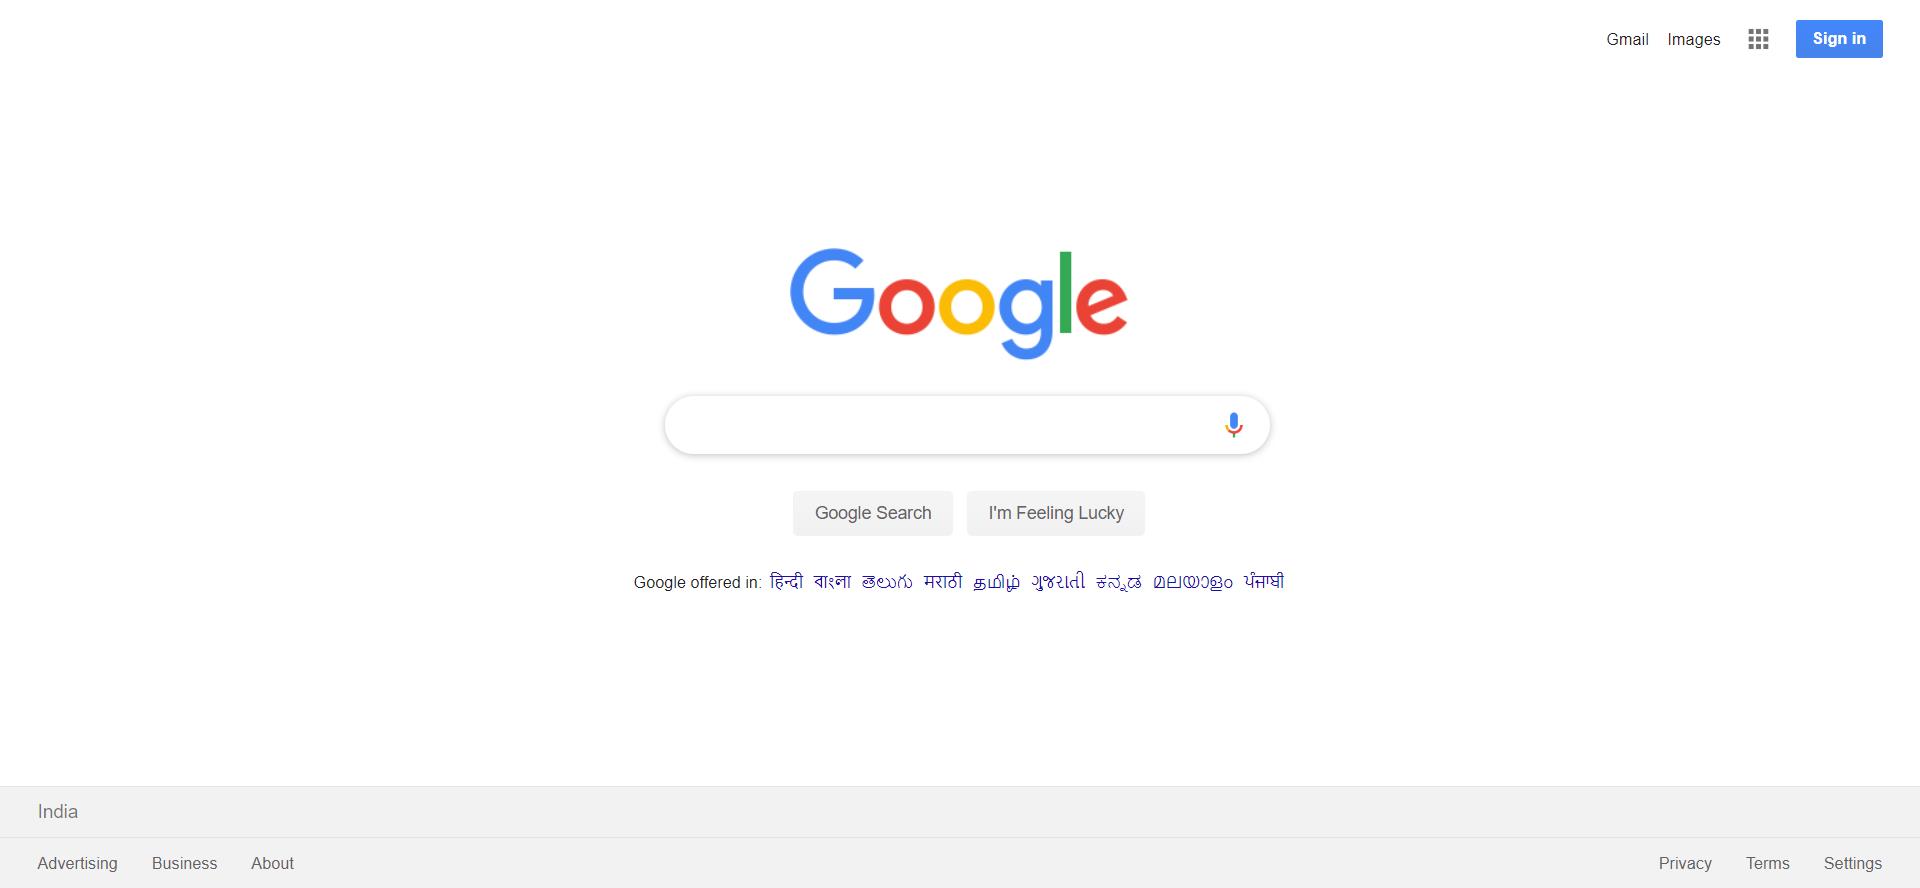 Gmail Images Sign in
Google
Google Search I'm Feeling Lucky
Google offered in: हिन्दी বাংলা తెలుగు मराठी தமிழ் ગુજરાતી ಕನ್ನಡ മലയാളം ਪੰਜਾਬੀ
India
Advertising Business About Privacy Terms Settings